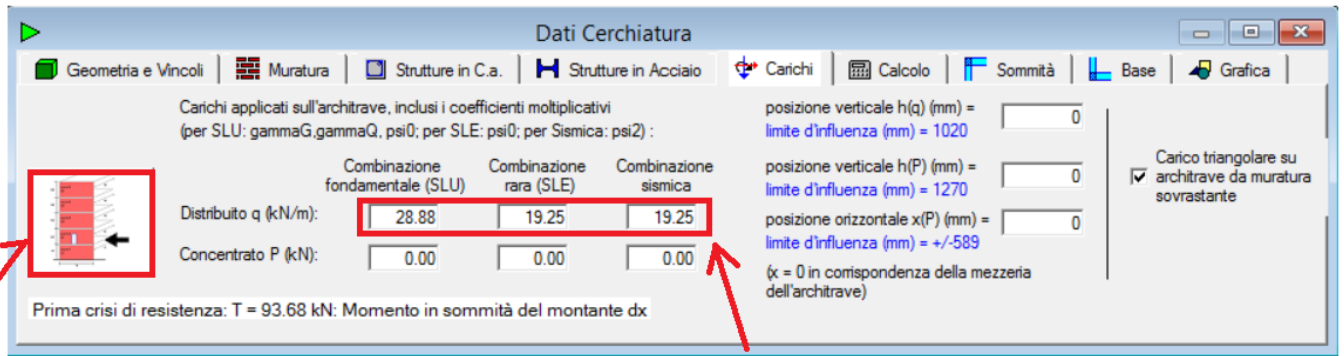 Dati Cerchiatura
Geometria e Vincoli
Muratura
Strutture in C.a.
Strutture in Acciaio
Carichi
Calcolo
Sommità
Base
Grafica
Carichi applicati sull'architrave, inclusi i coefficienti moltiplicativi
(per SLU: gammaG,gammaQ, psi0; per SLE: psi0; per Sismica: psi2) :
Combinazione
fondamentale (SLU)
Combinazione
rara (SLE)
Combinazione
sismica
Distribuito q (kN/m):
28.88
19.25
19.25
Concentrato P (kN):
0.00
0.00
0.00
posizione verticale h(q) (mm) =
0
limite d'influenza (mm) = 1020
posizione verticale h(P) (mm) =
0
limite d'influenza (mm) = 1270
posizione orizzontale x(P) (mm) =
0
limite d'influenza (mm) = +/-589
(x = 0 in corrispondenza della mezzeria
dell'architrave)
Carico triangolare su
architrave da muratura
sovrastante
Prima crisi di resistenza: T = 93.68 kN: Momento in sommità del montante dx